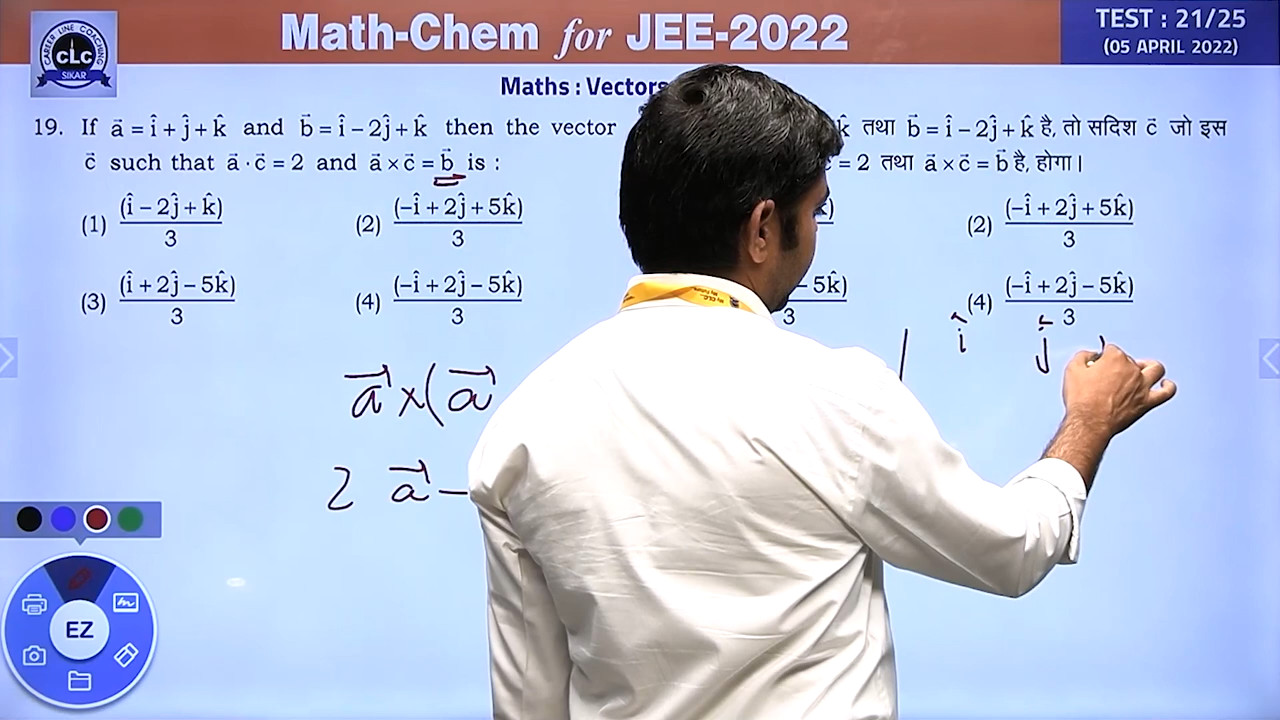 CAREER LINE COACHING
CLC
SIKAR
Math-Chem for JEE-2022
TEST : 21/25
(05 APRIL 2022)
Maths : Vectors
19. If a⃗ = î + ĵ + k̂ and b⃗ = î − 2ĵ + k̂ then the vector
c⃗ such that a⃗ · c⃗ = 2 and a⃗ × c⃗ = b⃗ is :
(1) (î − 2ĵ + k̂)/3 (2) (−î + 2ĵ + 5k̂)/3
(3) (î + 2ĵ − 5k̂)/3 (4) (−î + 2ĵ − 5k̂)/3
k̂ तथा b⃗ = î − 2ĵ + k̂ है, तो सदिश c⃗ जो इस
= 2 तथा a⃗ × c⃗ = b⃗ है, होगा।
k̂) (2) (−î + 2ĵ + 5k̂)/3
− 5k̂)/3 (4) (−î + 2ĵ − 5k̂)/3
a⃗ × (a⃗
2 a⃗ −
| î ĵ
EZ